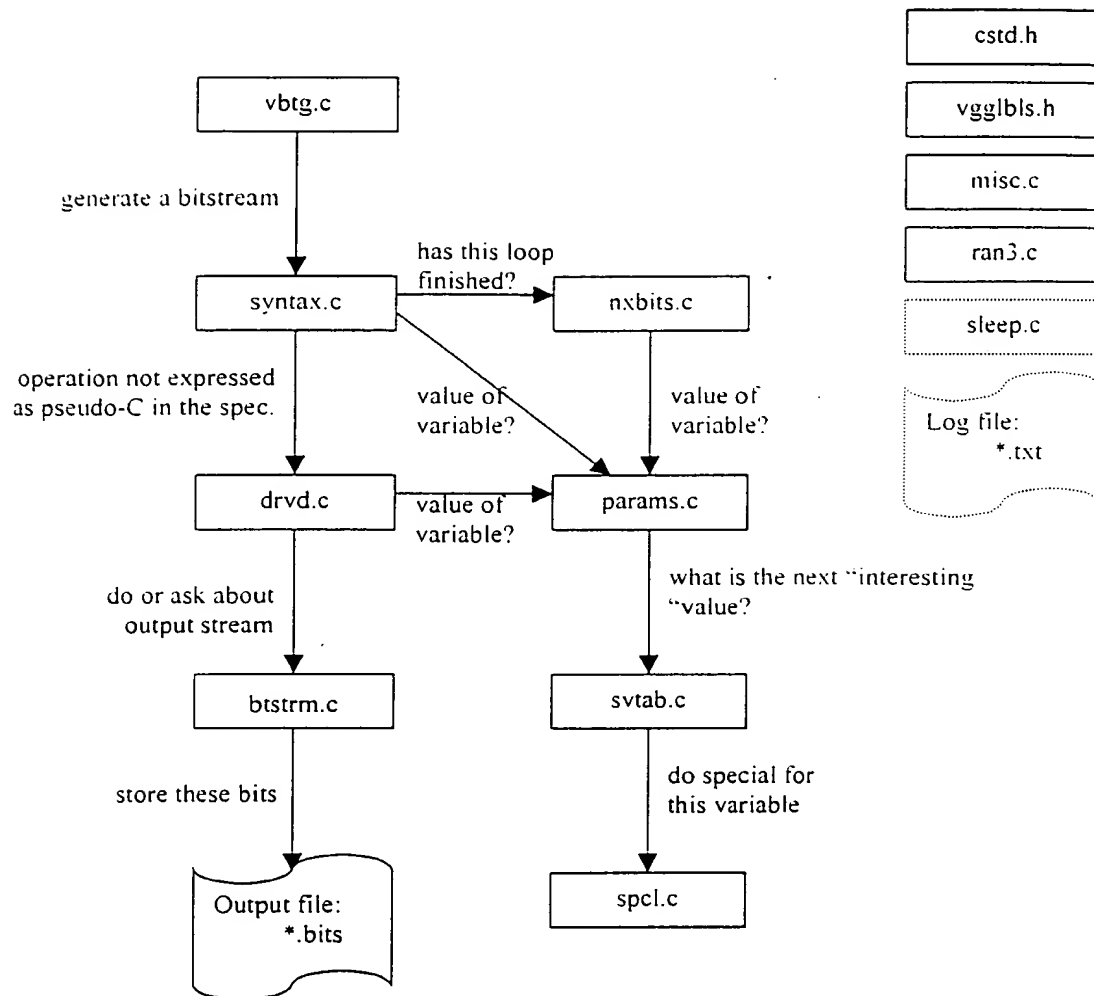 cstd.h
vbtg.c
vgglbls.h
misc.c
generate a bitstream
has this loop
finished?
ran3.c
syntax.c
nxbits.c
sleep.c
operation not expressed
as pseudo-C in the spec.
value of
variable?
value of
variable?
Log file:
*.txt
drvd.c
value of
variable?
params.c
what is the next “interesting
“value?
do or ask about
output stream
btstrm.c
svtab.c
store these bits
do special for
this variable
Output file:
*.bits
spcl.c